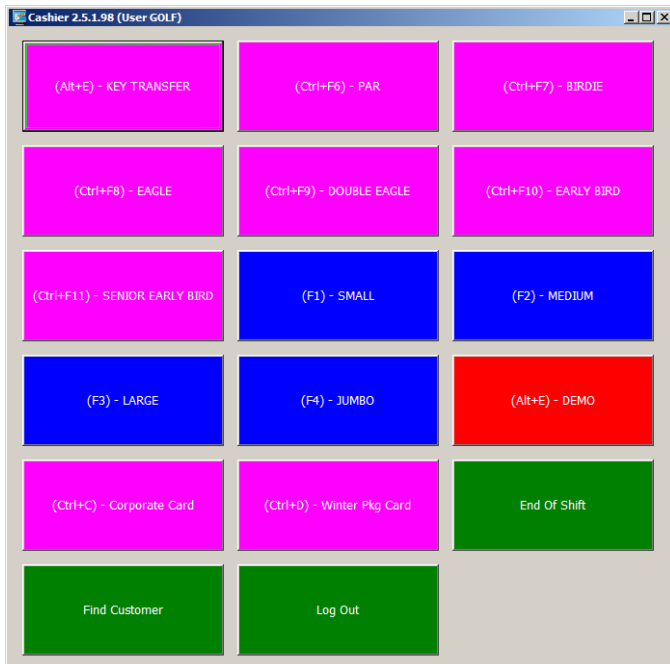 Cashier 2.5.1.98 (User GOLF)
(Alt+E) - KEY TRANSFER
(Ctrl+F6) - PAR
(Ctrl+F7) - BIRDIE
(Ctrl+F8) - EAGLE
(Ctrl+F9) - DOUBLE EAGLE
(Ctrl+F10) - EARLY BIRD
(Ctrl+F11) - SENIOR EARLY BIRD
(F1) - SMALL
(F2) - MEDIUM
(F3) - LARGE
(F4) - JUMBO
(Alt+E) - DEMO
(Ctrl+C) - Corporate Card
(Ctrl+D) - Winter Pkg Card
End Of Shift
Find Customer
Log Out